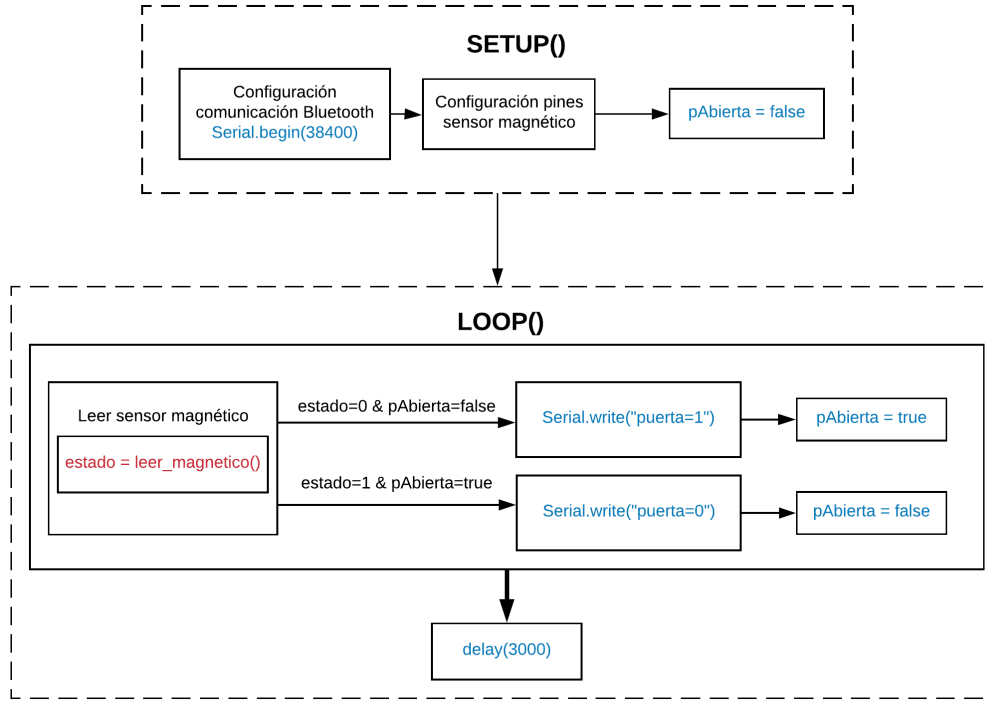 SETUP()
Configuración
comunicación Bluetooth
Serial.begin(38400)
Configuración pines
sensor magnético
pAbierta = false
LOOP()
Leer sensor magnético
estado = leer_magnetico()
estado=0 & pAbierta=false
Serial.write("puerta=1")
pAbierta = true
estado=1 & pAbierta=true
Serial.write("puerta=0")
pAbierta = false
delay(3000)